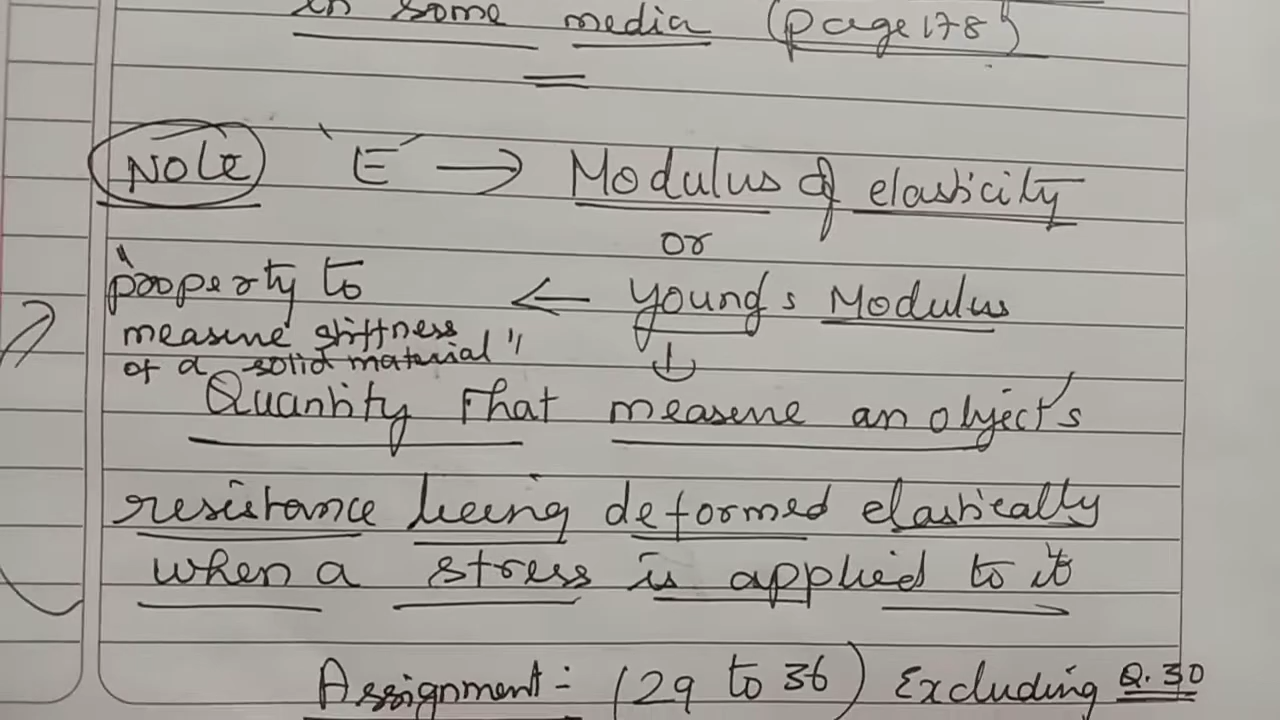 in some media (page 178)
Note 'E' → Modulus of elasticity
or
"property to ← Young's Modulus
measure stiffness
of a solid material"
↓
Quantity that measure an object's
resistance being deformed elastically
when a stress is applied to it
Assignment:- (29 to 36) Excluding Q.30